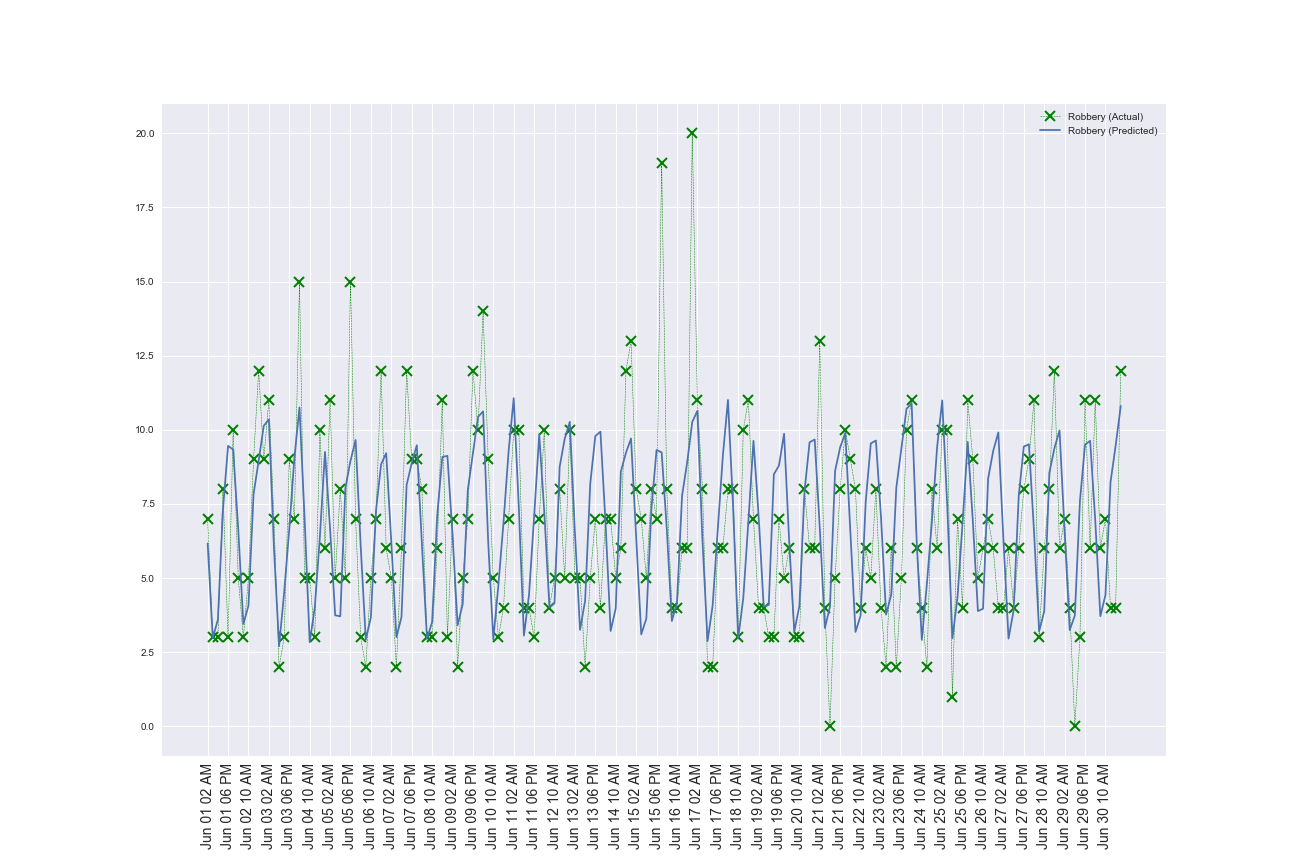 Robbery (Actual)
Robbery (Predicted)
20.0
17.5
15.0
12.5
10.0
7.5
5.0
2.5
0.0
Jun 01 02 AM
Jun 01 06 PM
Jun 02 10 AM
Jun 03 02 AM
Jun 03 06 PM
Jun 04 10 AM
Jun 05 02 AM
Jun 05 06 PM
Jun 06 10 AM
Jun 07 02 AM
Jun 07 06 PM
Jun 08 10 AM
Jun 09 02 AM
Jun 09 06 PM
Jun 10 10 AM
Jun 11 02 AM
Jun 11 06 PM
Jun 12 10 AM
Jun 13 02 AM
Jun 13 06 PM
Jun 14 10 AM
Jun 15 02 AM
Jun 15 06 PM
Jun 16 10 AM
Jun 17 02 AM
Jun 17 06 PM
Jun 18 10 AM
Jun 19 02 AM
Jun 19 06 PM
Jun 20 10 AM
Jun 21 02 AM
Jun 21 06 PM
Jun 22 10 AM
Jun 23 02 AM
Jun 23 06 PM
Jun 24 10 AM
Jun 25 02 AM
Jun 25 06 PM
Jun 26 10 AM
Jun 27 02 AM
Jun 27 06 PM
Jun 28 10 AM
Jun 29 02 AM
Jun 29 06 PM
Jun 30 10 AM